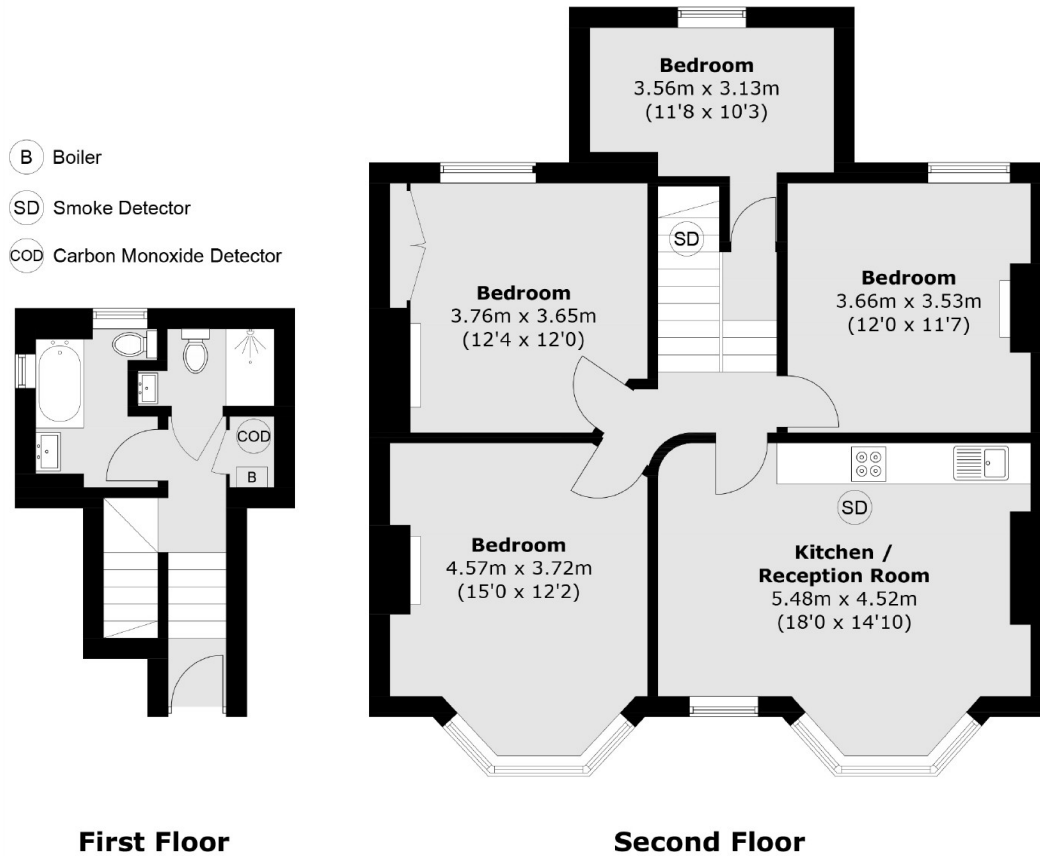 B Boiler
SD Smoke Detector
COD Carbon Monoxide Detector
COD
B
First Floor
Bedroom
3.56m x 3.13m
(11'8 x 10'3)
SD
Bedroom
3.76m x 3.65m
(12'4 x 12'0)
Bedroom
3.66m x 3.53m
(12'0 x 11'7)
Bedroom
4.57m x 3.72m
(15'0 x 12'2)
SD
Kitchen /
Reception Room
5.48m x 4.52m
(18'0 x 14'10)
Second Floor